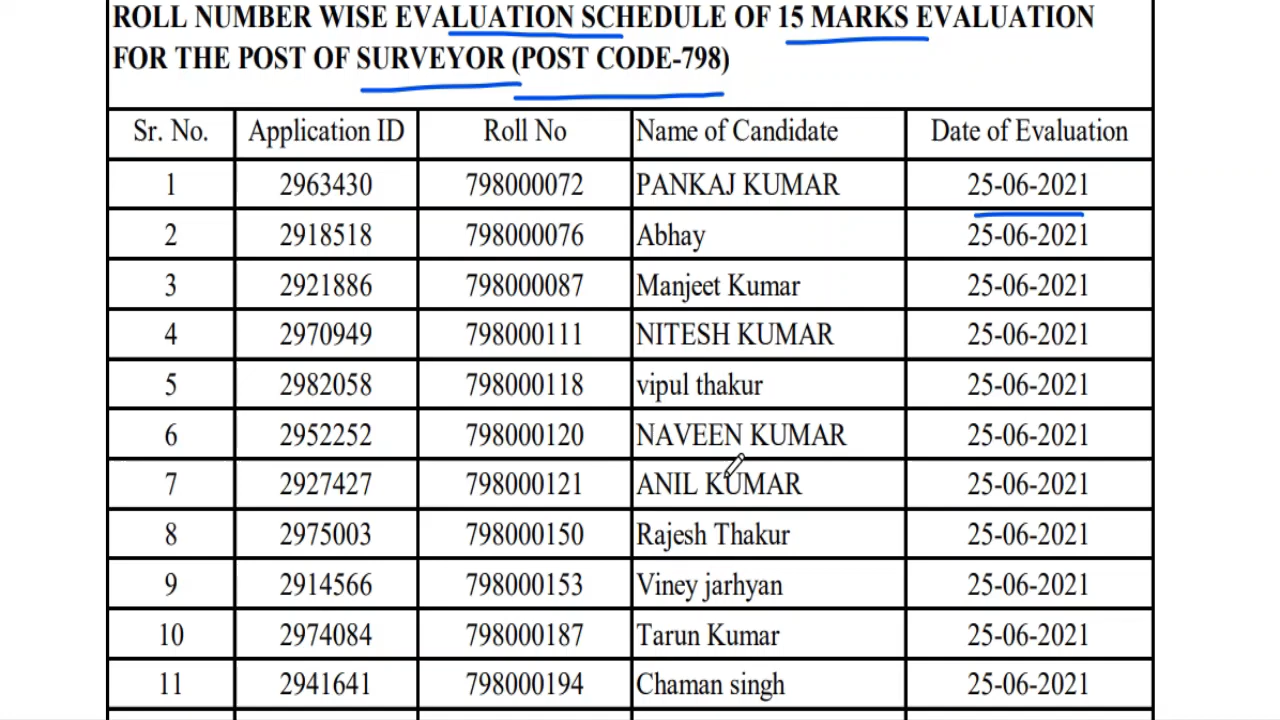 ROLL NUMBER WISE EVALUATION SCHEDULE OF 15 MARKS EVALUATION
FOR THE POST OF SURVEYOR (POST CODE-798)
Sr. No. Application ID Roll No Name of Candidate Date of Evaluation
1 2963430 798000072 PANKAJ KUMAR 25-06-2021
2 2918518 798000076 Abhay 25-06-2021
3 2921886 798000087 Manjeet Kumar 25-06-2021
4 2970949 798000111 NITESH KUMAR 25-06-2021
5 2982058 798000118 vipul thakur 25-06-2021
6 2952252 798000120 NAVEEN KUMAR 25-06-2021
7 2927427 798000121 ANIL KUMAR 25-06-2021
8 2975003 798000150 Rajesh Thakur 25-06-2021
9 2914566 798000153 Viney jarhyan 25-06-2021
10 2974084 798000187 Tarun Kumar 25-06-2021
11 2941641 798000194 Chaman singh 25-06-2021